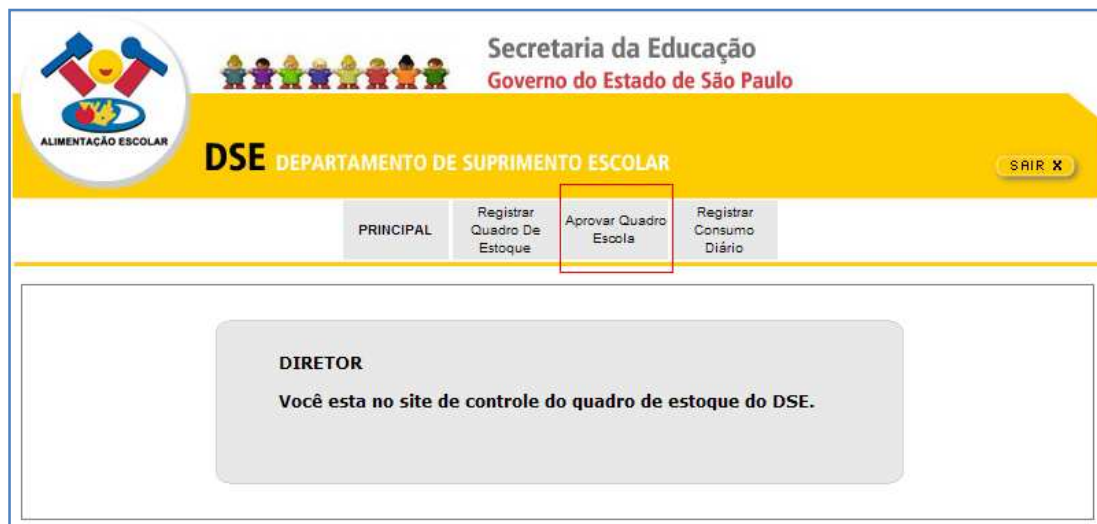 Secretaria da Educação
Governo do Estado de São Paulo
ALIMENTAÇÃO ESCOLAR
DSE DEPARTAMENTO DE SUPRIMENTO ESCOLAR
SAIR X
PRINCIPAL
Registrar
Quadro De
Estoque
Aprovar Quadro
Escola
Registrar
Consumo
Diário
DIRETOR
Você esta no site de controle do quadro de estoque do DSE.